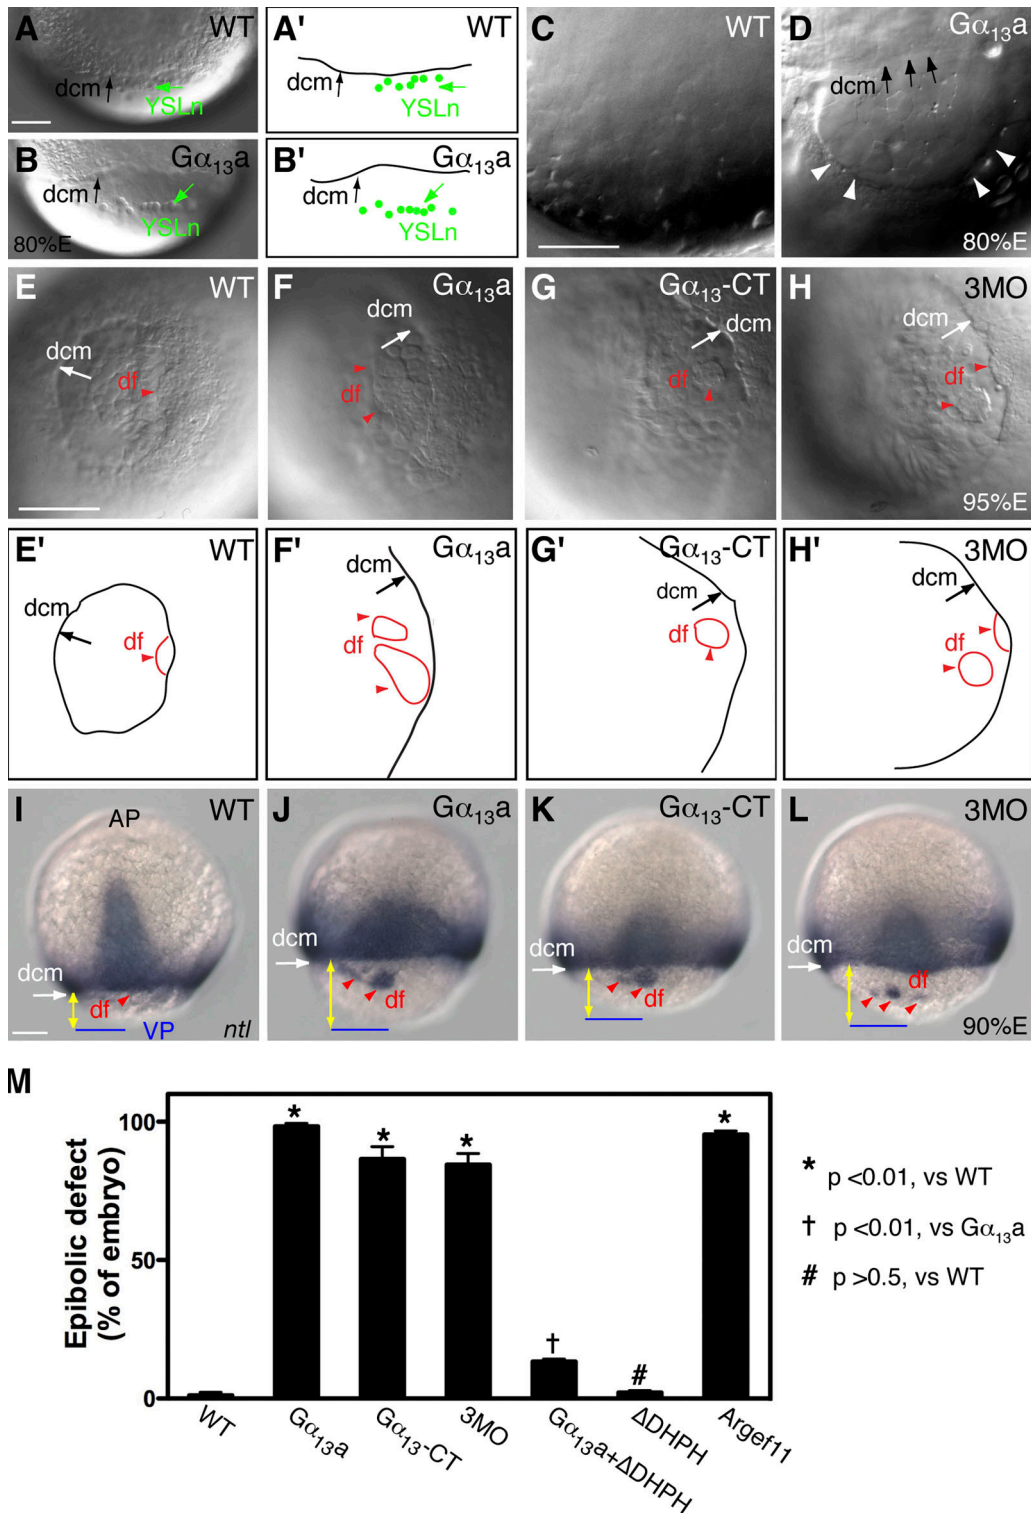 A WT
dcm
YSLn
A' WT
dcm
YSLn
B Gα13a
dcm
YSLn
80%E
B' Gα13a
dcm
YSLn
C WT
D Gα13a
dcm
80%E
E WT
dcm
df
F Gα13a
dcm
df
G Gα13-CT
dcm
df
H 3MO
dcm
df
95%E
E' WT
dcm
df
F' Gα13a
dcm
df
G' Gα13-CT
dcm
df
H' 3MO
dcm
df
I WT
AP
dcm
df
VP ntl
J Gα13a
dcm
df
K Gα13-CT
dcm
df
L 3MO
dcm
df
90%E
M
Epibolic defect
(% of embryo)
100
50
0
* * * † # *
WT
Gα13a
Gα13-CT
3MO
Gα13a+ΔDHPH
ΔDHPH
Argef11
* p <0.01, vs WT
† p <0.01, vs Gα13a
# p >0.5, vs WT